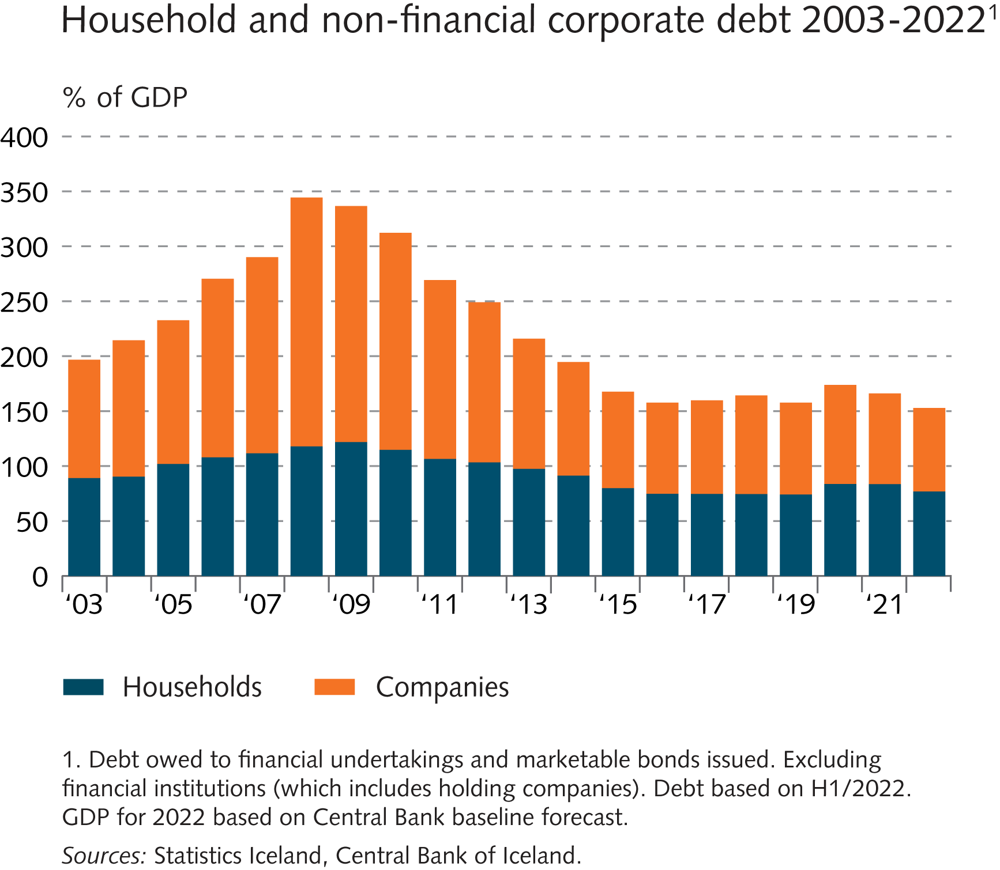 Household and non-financial corporate debt 2003-2022¹
% of GDP
400
350
300
250
200
150
100
50
0
‘03 ‘05 ‘07 ‘09 ‘11 ‘13 ‘15 ‘17 ‘19 ‘21
Households Companies
1. Debt owed to financial undertakings and marketable bonds issued. Excluding
financial institutions (which includes holding companies). Debt based on H1/2022.
GDP for 2022 based on Central Bank baseline forecast.
Sources: Statistics Iceland, Central Bank of Iceland.